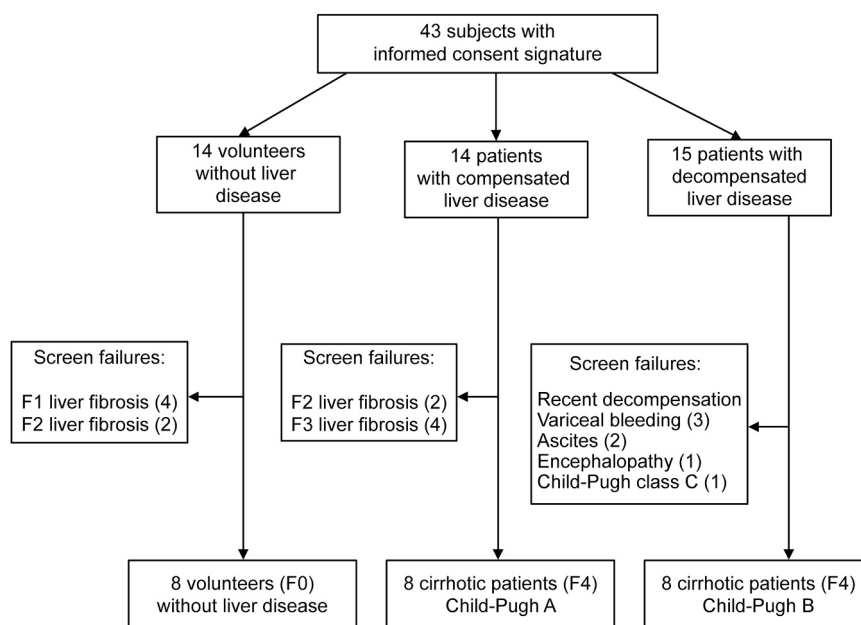 43 subjects with
informed consent signature
14 volunteers
without liver
disease
14 patients
with compensated
liver disease
15 patients with
decompensated
liver disease
Screen failures:
F1 liver fibrosis (4)
F2 liver fibrosis (2)
Screen failures:
F2 liver fibrosis (2)
F3 liver fibrosis (4)
Screen failures:
Recent decompensation
Variceal bleeding (3)
Ascites (2)
Encephalopathy (1)
Child-Pugh class C (1)
8 volunteers (F0)
without liver disease
8 cirrhotic patients (F4)
Child-Pugh A
8 cirrhotic patients (F4)
Child-Pugh B